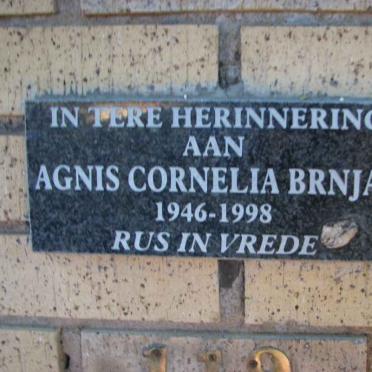 IN TERE HERINNERING
AAN
AGNIS CORNELIA BRNJA
1946-1998
RUS IN VREDE